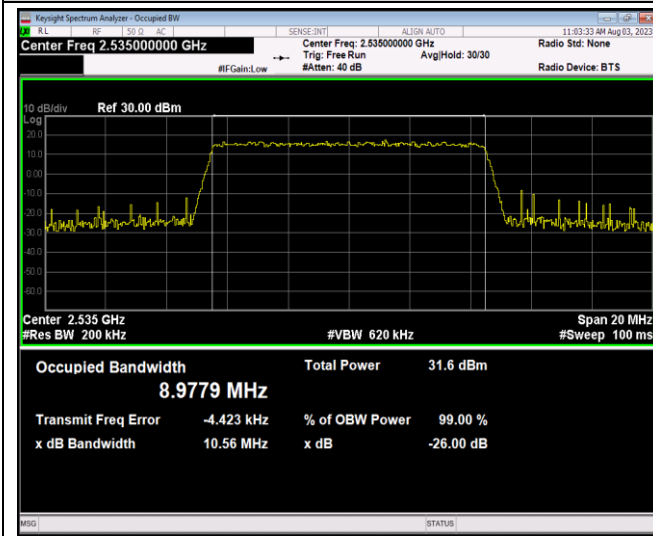 Keysight Spectrum Analyzer - Occupied BW
RL RF 50 Ω AC SENSE:INT ALIGN AUTO 11:03:33 AM Aug 03, 2023
Center Freq 2.535000000 GHz Center Freq: 2.535000000 GHz Radio Std: None
Trig: Free Run Avg|Hold: 30/30
#IFGain:Low #Atten: 40 dB Radio Device: BTS
10 dB/div Ref 30.00 dBm
Log
20.0
10.0
0.00
-10.0
-20.0
-30.0
-40.0
-50.0
-60.0
Center 2.535 GHz Span 20 MHz
#Res BW 200 kHz #VBW 620 kHz #Sweep 100 ms
Occupied Bandwidth Total Power 31.6 dBm
8.9779 MHz
Transmit Freq Error -4.423 kHz % of OBW Power 99.00 %
x dB Bandwidth 10.56 MHz x dB -26.00 dB
MSG STATUS